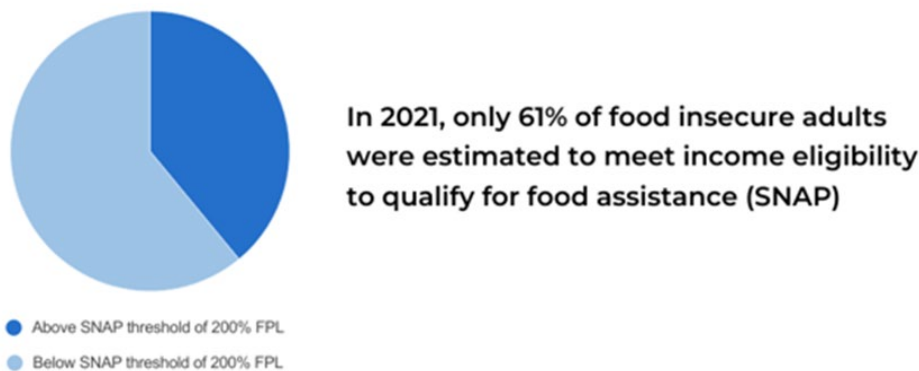 In 2021, only 61% of food insecure adults
were estimated to meet income eligibility
to qualify for food assistance (SNAP)
Above SNAP threshold of 200% FPL
Below SNAP threshold of 200% FPL